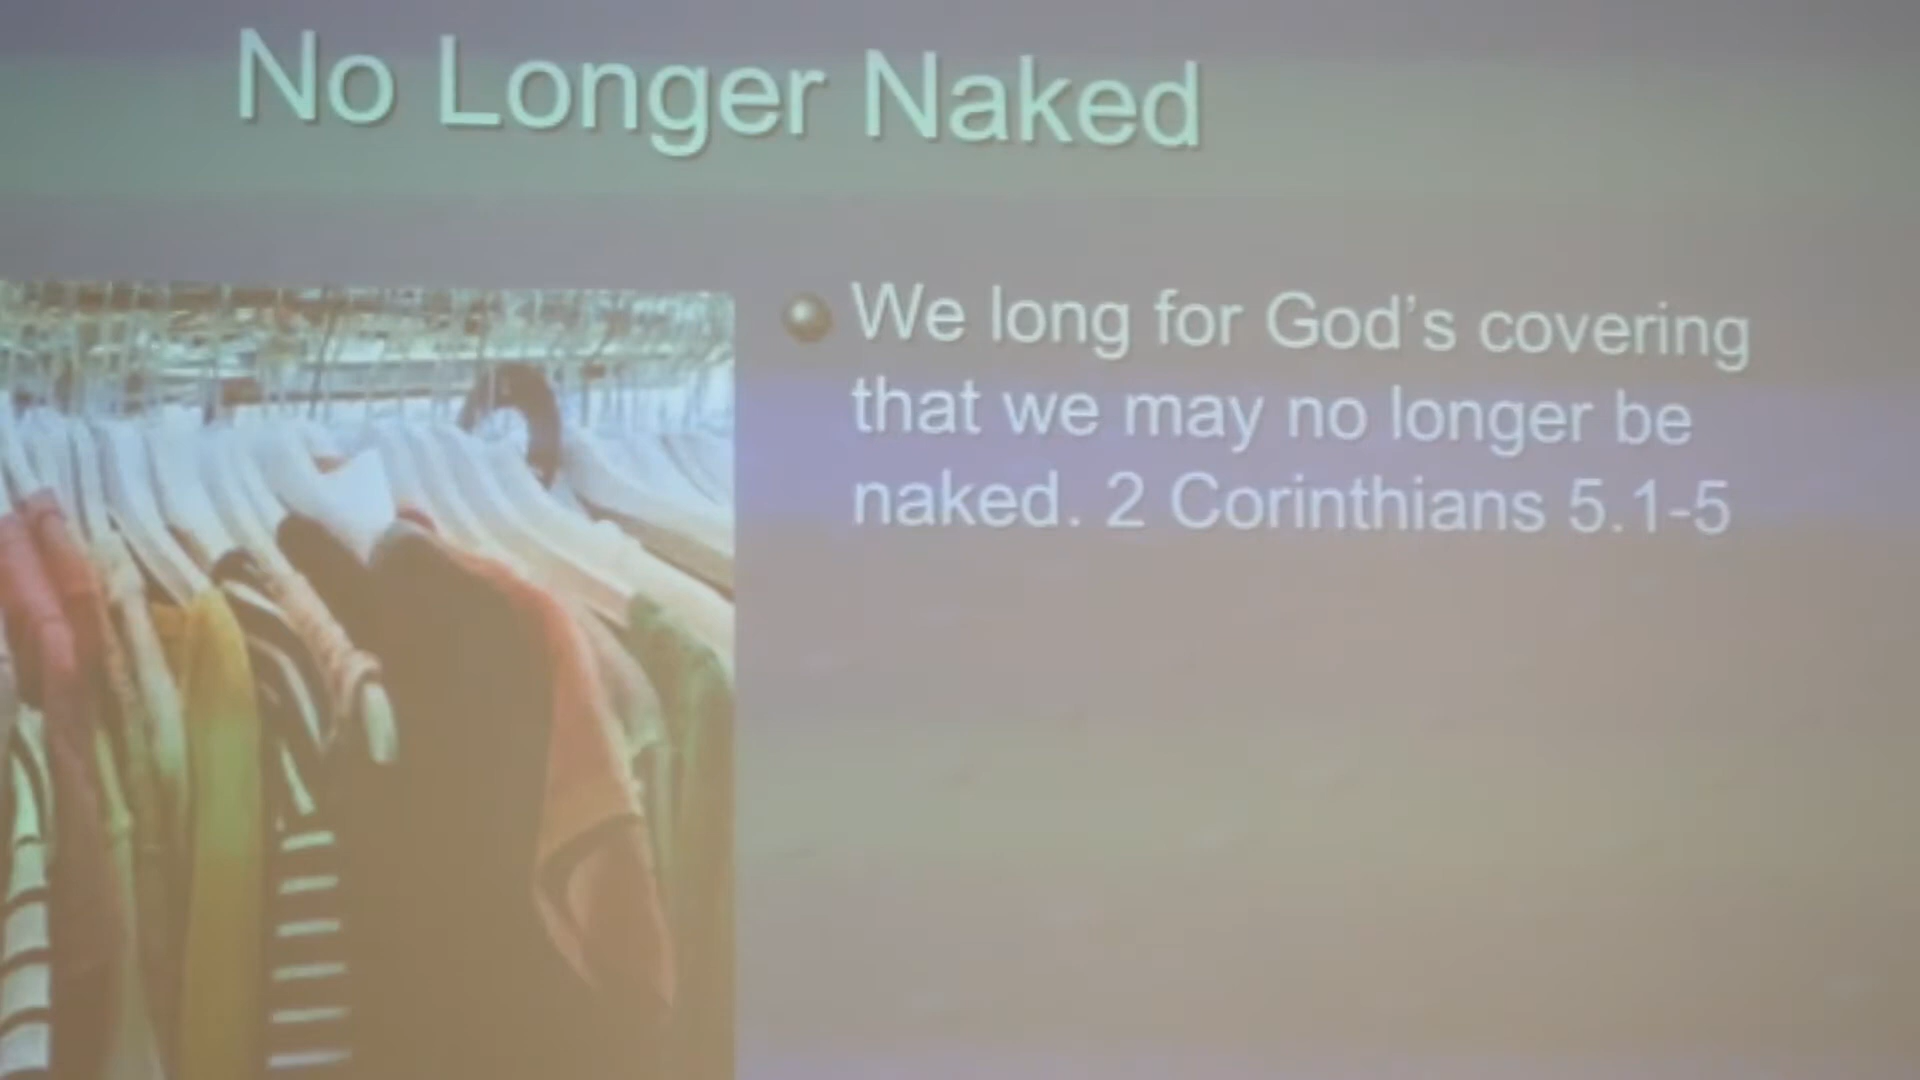 No Longer Naked
We long for God's covering
that we may no longer be
naked. 2 Corinthians 5.1-5